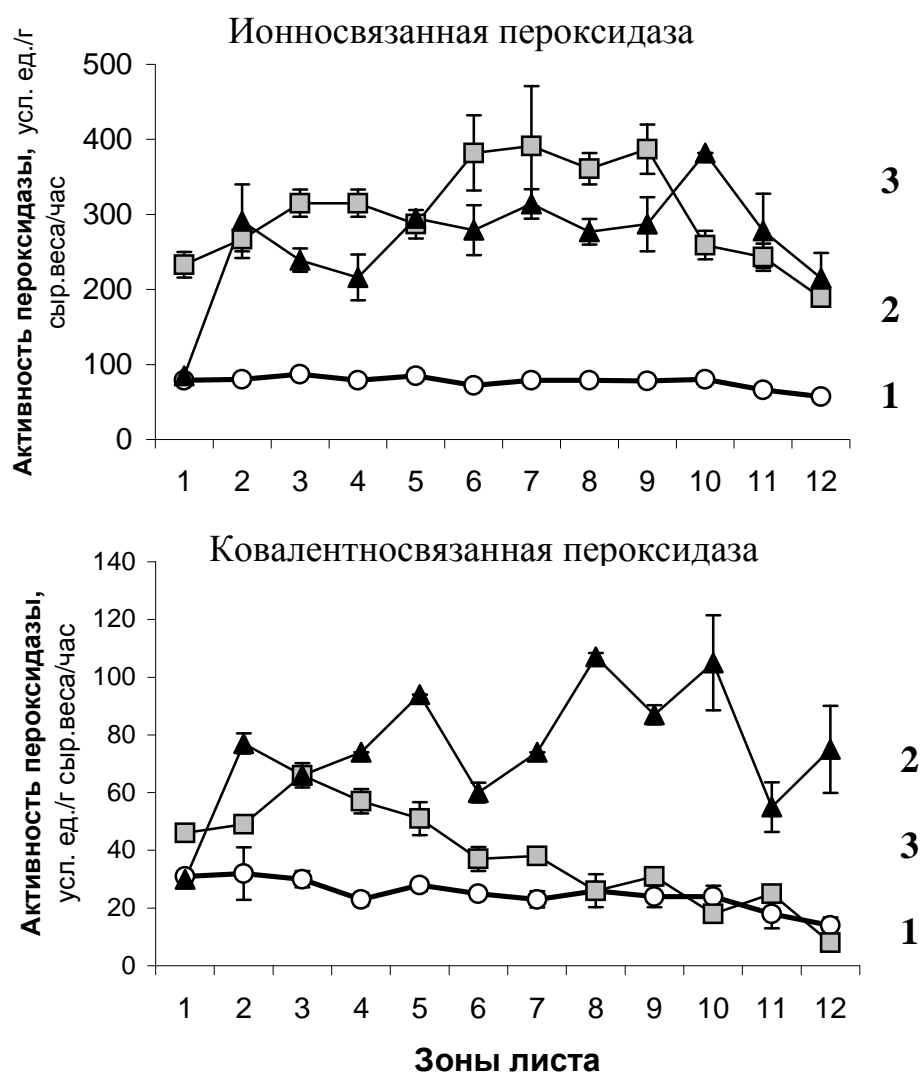 Ионносвязанная пероксидаза
Активность пероксидазы, усл. ед./г
сыр.веса/час
500
400
300
200
100
0
3
2
1
1 2 3 4 5 6 7 8 9 10 11 12
Ковалентносвязанная пероксидаза
Активность пероксидазы,
усл. ед./г сыр.веса/час
140
120
100
80
60
40
20
0
2
3
1
1 2 3 4 5 6 7 8 9 10 11 12
Зоны листа